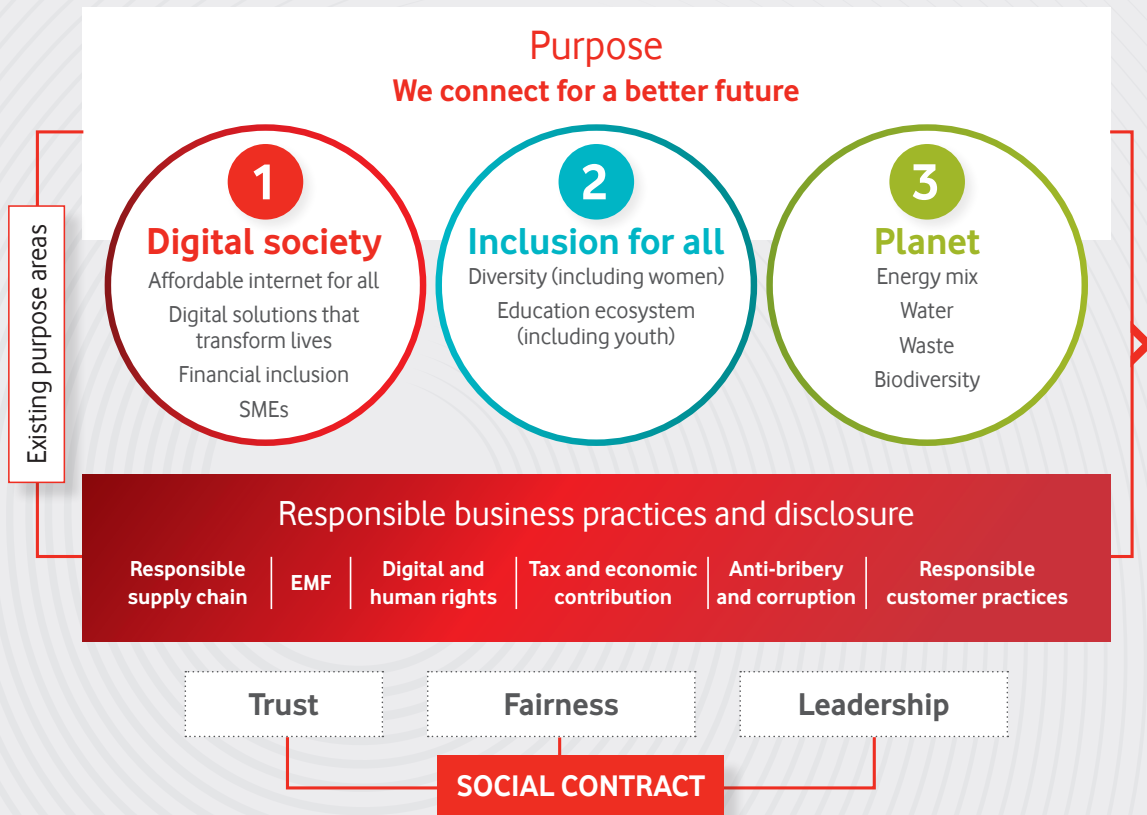 Purpose
We connect for a better future
Existing purpose areas
1
Digital society
Affordable internet for all
Digital solutions that
transform lives
Financial inclusion
SMEs
2
Inclusion for all
Diversity (including women)
Education ecosystem
(including youth)
3
Planet
Energy mix
Water
Waste
Biodiversity
Responsible business practices and disclosure
Responsible
supply chain
EMF
Digital and
human rights
Tax and economic
contribution
Anti-bribery
and corruption
Responsible
customer practices
Trust
Fairness
Leadership
SOCIAL CONTRACT